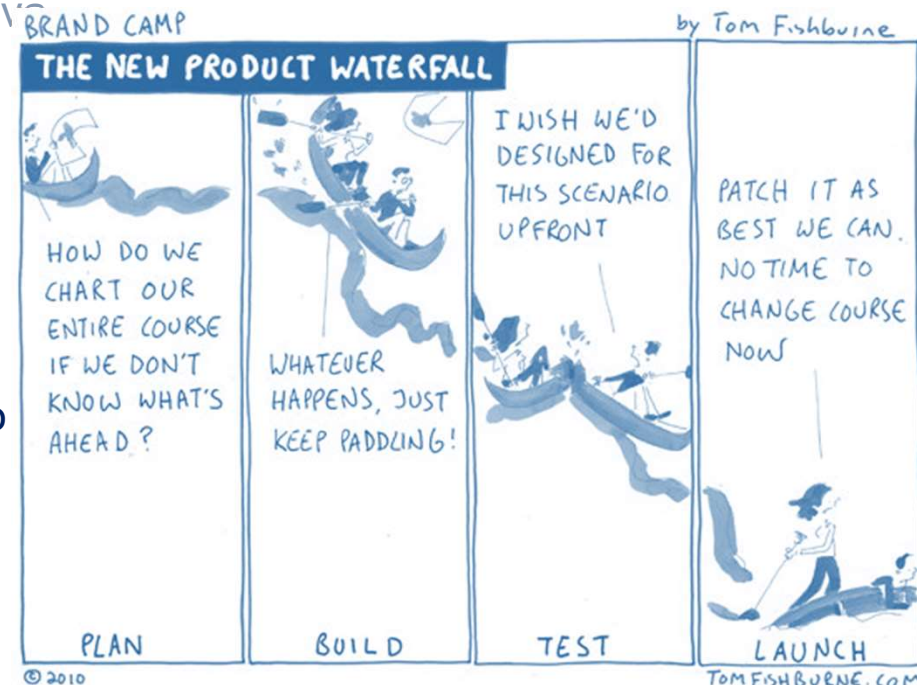 BRAND CAMP
by Tom Fishburne
THE NEW PRODUCT WATERFALL
HOW DO WE
CHART OUR
ENTIRE COURSE
IF WE DON'T
KNOW WHAT'S
AHEAD?
PLAN
WHATEVER
HAPPENS, JUST
KEEP PADDLING!
BUILD
I WISH WE'D
DESIGNED FOR
THIS SCENARIO
UPFRONT
TEST
PATCH IT AS
BEST WE CAN.
NO TIME TO
CHANGE COURSE
NOW
LAUNCH
© 2010
TOMFISHBURNE.COM